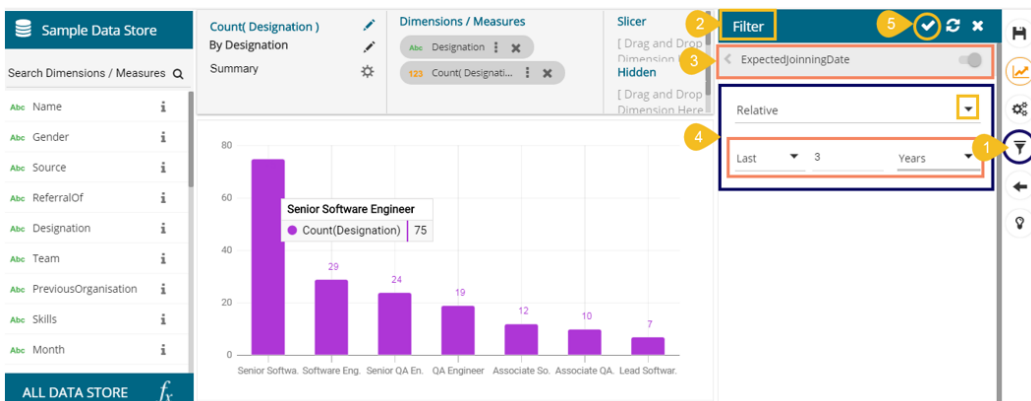 Sample Data Store
Search Dimensions / Measures
Abc Name i
Abc Gender i
Abc Source i
Abc ReferralOf i
Abc Designation i
Abc Team i
Abc PreviousOrganisation i
Abc Skills i
Abc Month i
ALL DATA STORE fx
Count( Designation )
By Designation
Summary
Dimensions / Measures
Abc Designation
123 Count( Designati...
Slicer
[ Drag and Drop
Dimension Here
Hidden
[ Drag and Drop
Dimension Here
80
60
40
20
0
Senior Software Engineer
Count(Designation) 75
29
24
19
12
10
7
Senior Softwa.
Software Eng.
Senior QA En.
QA Engineer
Associate So.
Associate QA.
Lead Softwar.
2
Filter
5
3
ExpectedJoinningDate
4
Relative
Last 3 Years
1